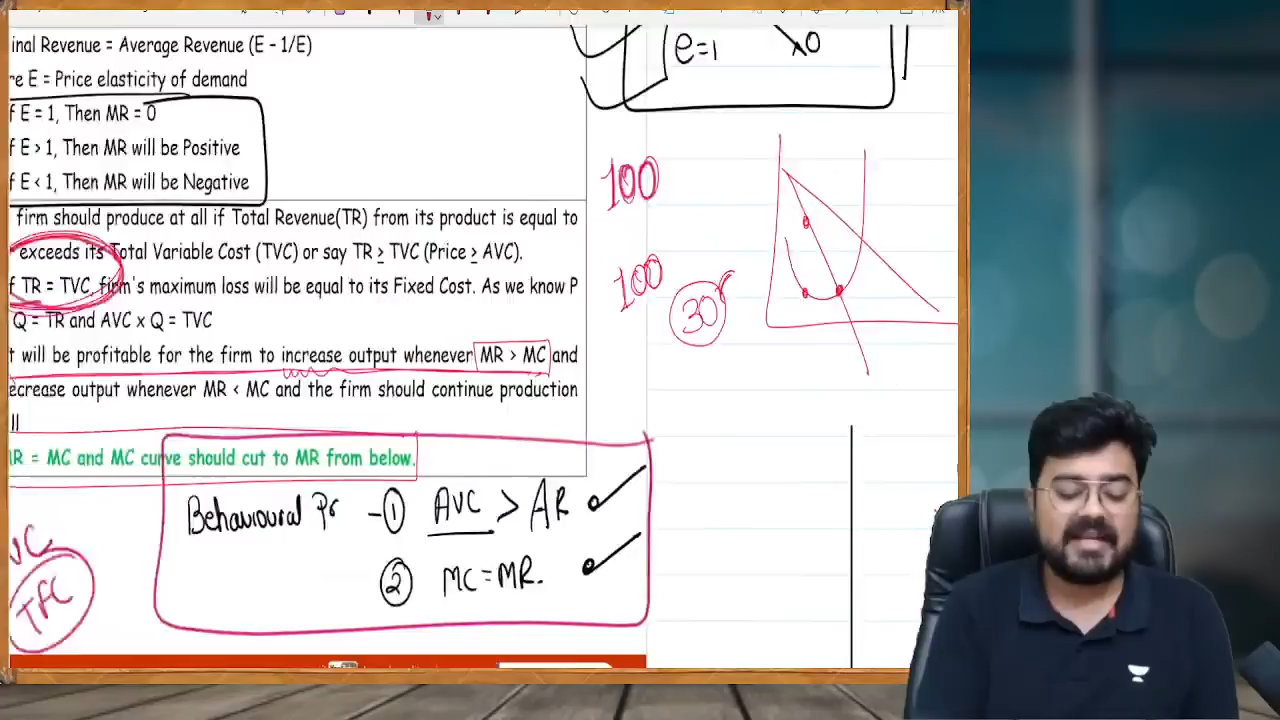 inal Revenue = Average Revenue (E - 1/E)
re E = Price elasticity of demand
f E = 1, Then MR = 0
f E > 1, Then MR will be Positive
f E < 1, Then MR will be Negative
firm should produce at all if Total Revenue(TR) from its product is equal to
exceeds its Total Variable Cost (TVC) or say TR ≥ TVC (Price ≥ AVC).
f TR = TVC, firm's maximum loss will be equal to its Fixed Cost. As we know P
Q = TR and AVC x Q = TVC
t will be profitable for the firm to increase output whenever MR > MC and
ecrease output whenever MR < MC and the firm should continue production
ll
R = MC and MC curve should cut to MR from below.
Behavioural Pr - ① AVC > AR
② MC = MR.
VC
TFC
e=1
0
100
100
30